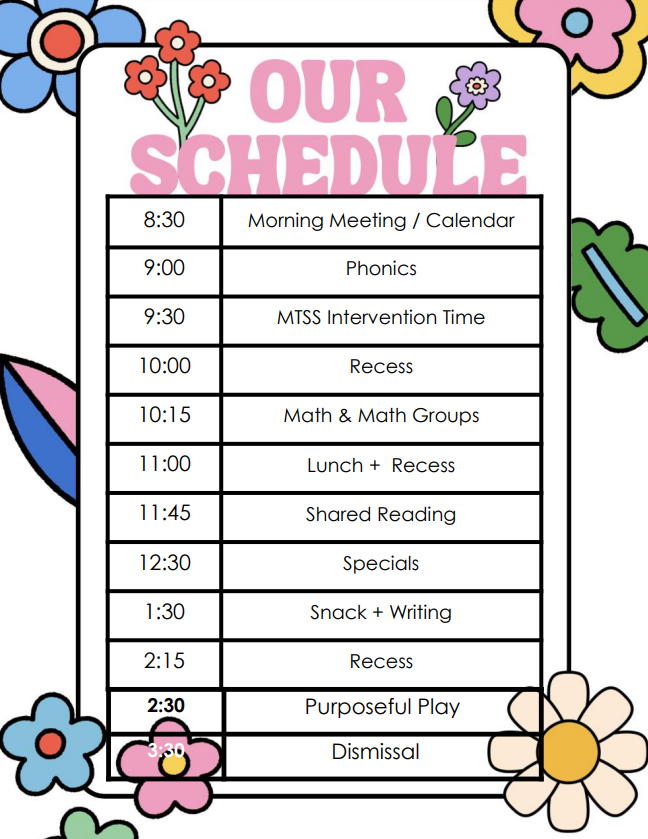 OUR
SCHEDULE
8:30 Morning Meeting / Calendar
9:00 Phonics
9:30 MTSS Intervention Time
10:00 Recess
10:15 Math & Math Groups
11:00 Lunch + Recess
11:45 Shared Reading
12:30 Specials
1:30 Snack + Writing
2:15 Recess
2:30 Purposeful Play
3:30 Dismissal